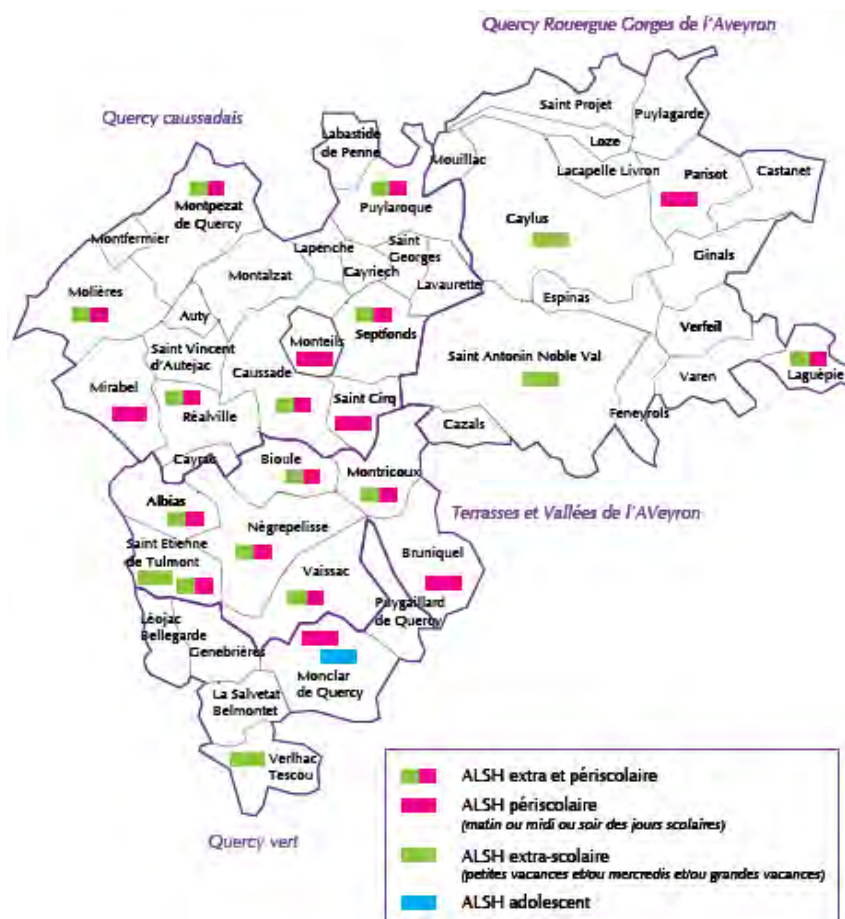 Quercy Rouergue Gorges de l'Aveyron
Saint Projet
Puylagarde
Quercy caussadais
Labastide
de Penne
Loze
Mouillac
Lacapelle Livron
Parisot
Castanet
Montpezat
de Quercy
Puylaroque
Caylus
Montfermier
Lapenche
Saint
Georges
Ginals
Montalzat
Cayriech
Lavaurette
Molières
Espinas
Auty
Septfonds
Verfeil
Monteils
Saint Vincent
d'Autejac
Saint Antonin Noble Val
Caussade
Varen
Laguépie
Mirabel
Saint Cirq
Réalville
Feneyrols
Cazals
Cayrac
Bioule
Montricoux
Albias
Terrasses et Vallées de l'AVeyron
Nègrepelisse
Saint Etienne
de Tulmont
Bruniquel
Vaissac
Puygaillard
de Quercy
Léojac
Bellegarde
Genebrières
Monclar
de Quercy
La Salvetat
Belmontet
Verlhac
Tescou
Quercy vert
ALSH extra et périscolaire
ALSH périscolaire
(matin ou midi ou soir des jours scolaires)
ALSH extra-scolaire
(petites vacances et/ou mercredis et/ou grandes vacances)
ALSH adolescent